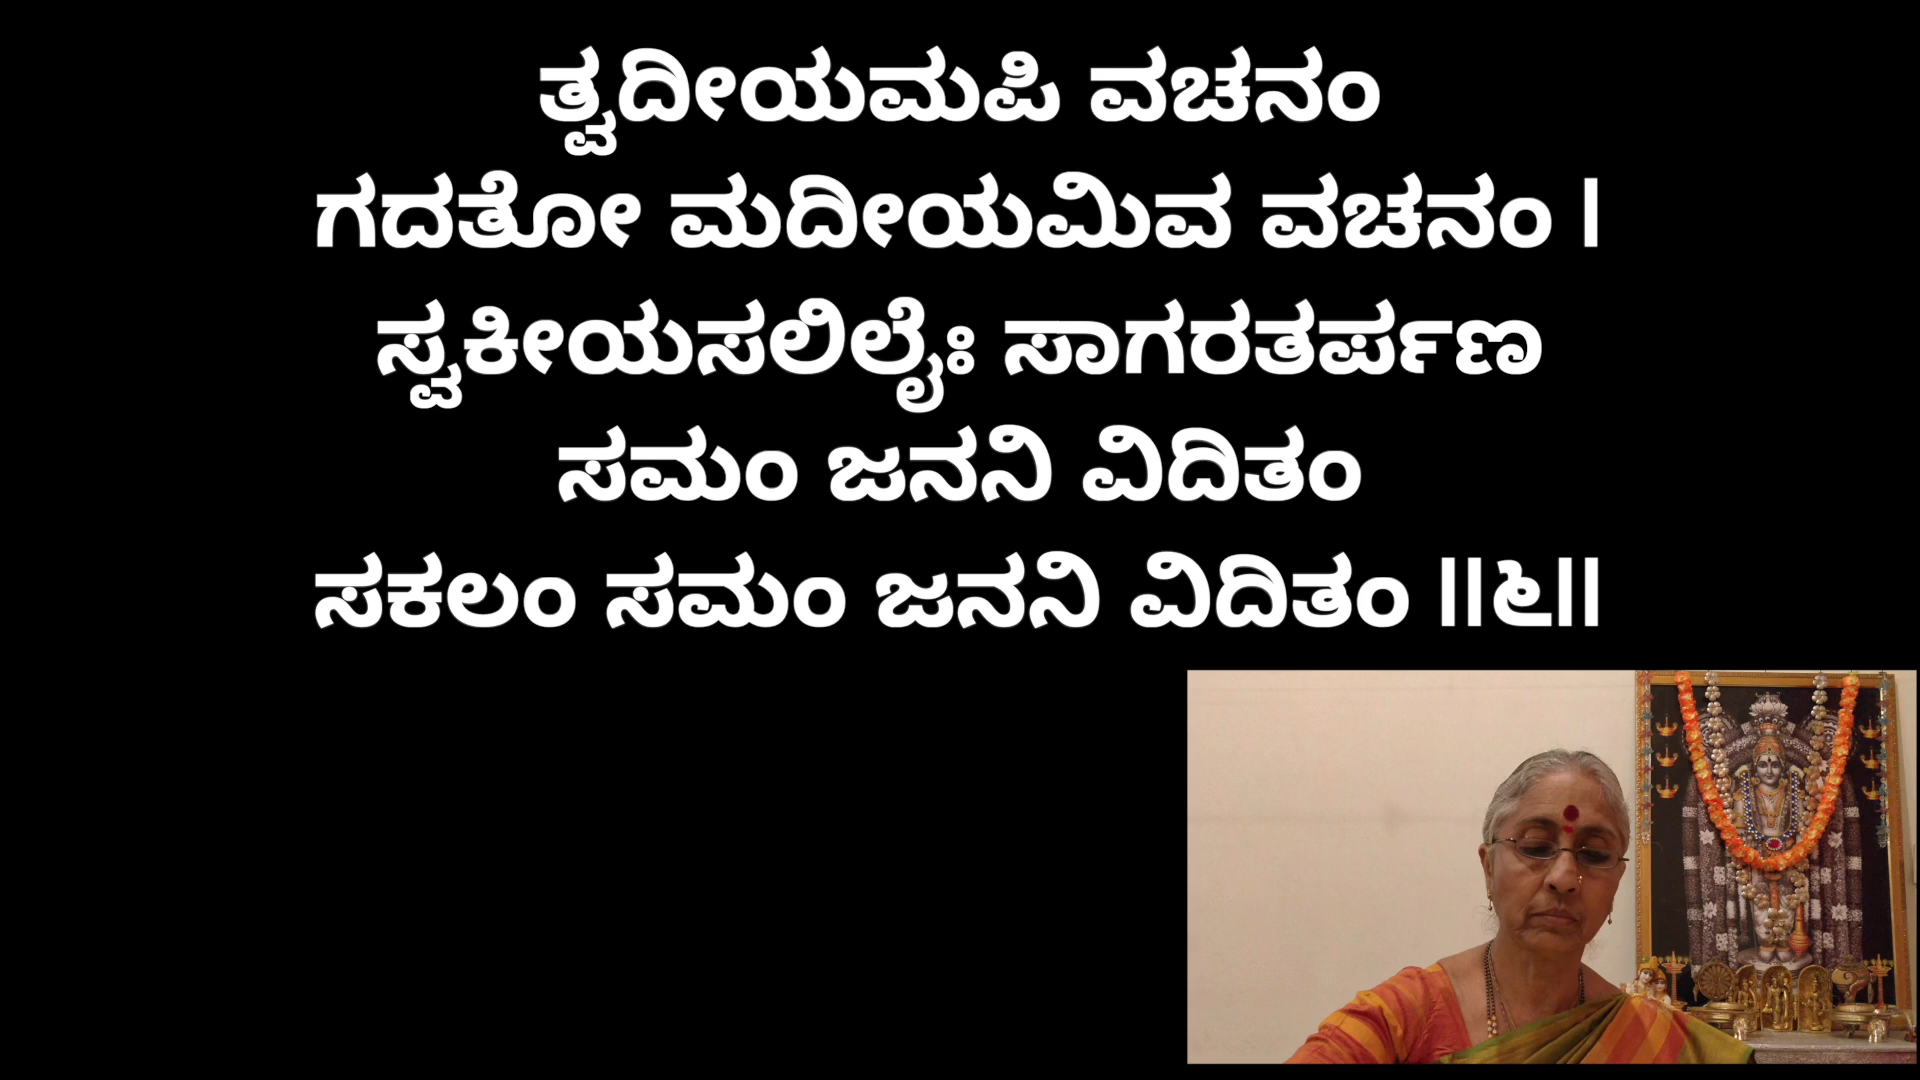 ತ್ವದೀಯಮಪಿ ವಚನಂ
ಗದತೋ ಮದೀಯಮಿವ ವಚನಂ ।
ಸ್ವಕೀಯಸಲಿಲೈಃ ಸಾಗರತರ್ಪಣ
ಸಮಂ ಜನನಿ ವಿದಿತಂ
ಸಕಲಂ ಸಮಂ ಜನನಿ ವಿದಿತಂ ॥೬॥